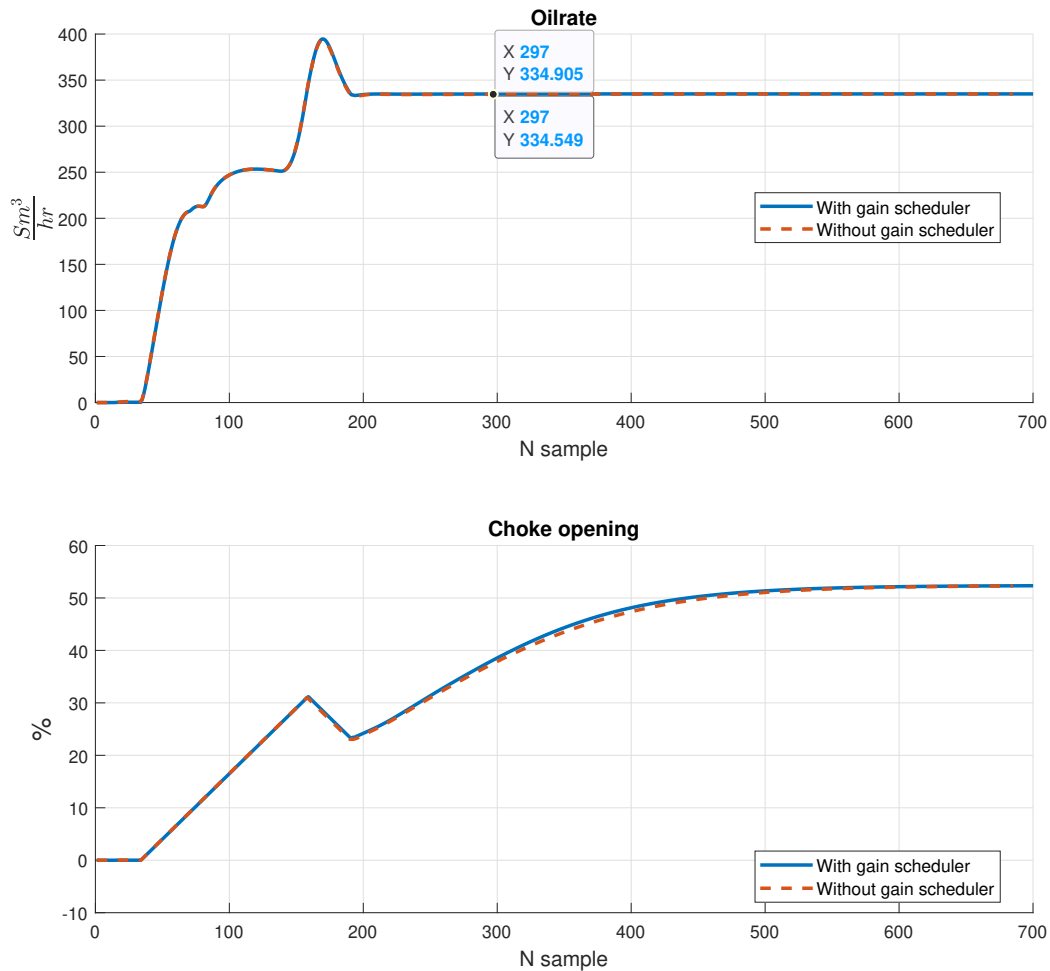 Oilrate
400
350
300
250
200
150
100
50
0
Sm³/hr
X 297
Y 334.905
X 297
Y 334.549
With gain scheduler
Without gain scheduler
0 100 200 300 400 500 600 700
N sample
Choke opening
60
50
40
30
20
10
0
-10
%
With gain scheduler
Without gain scheduler
0 100 200 300 400 500 600 700
N sample